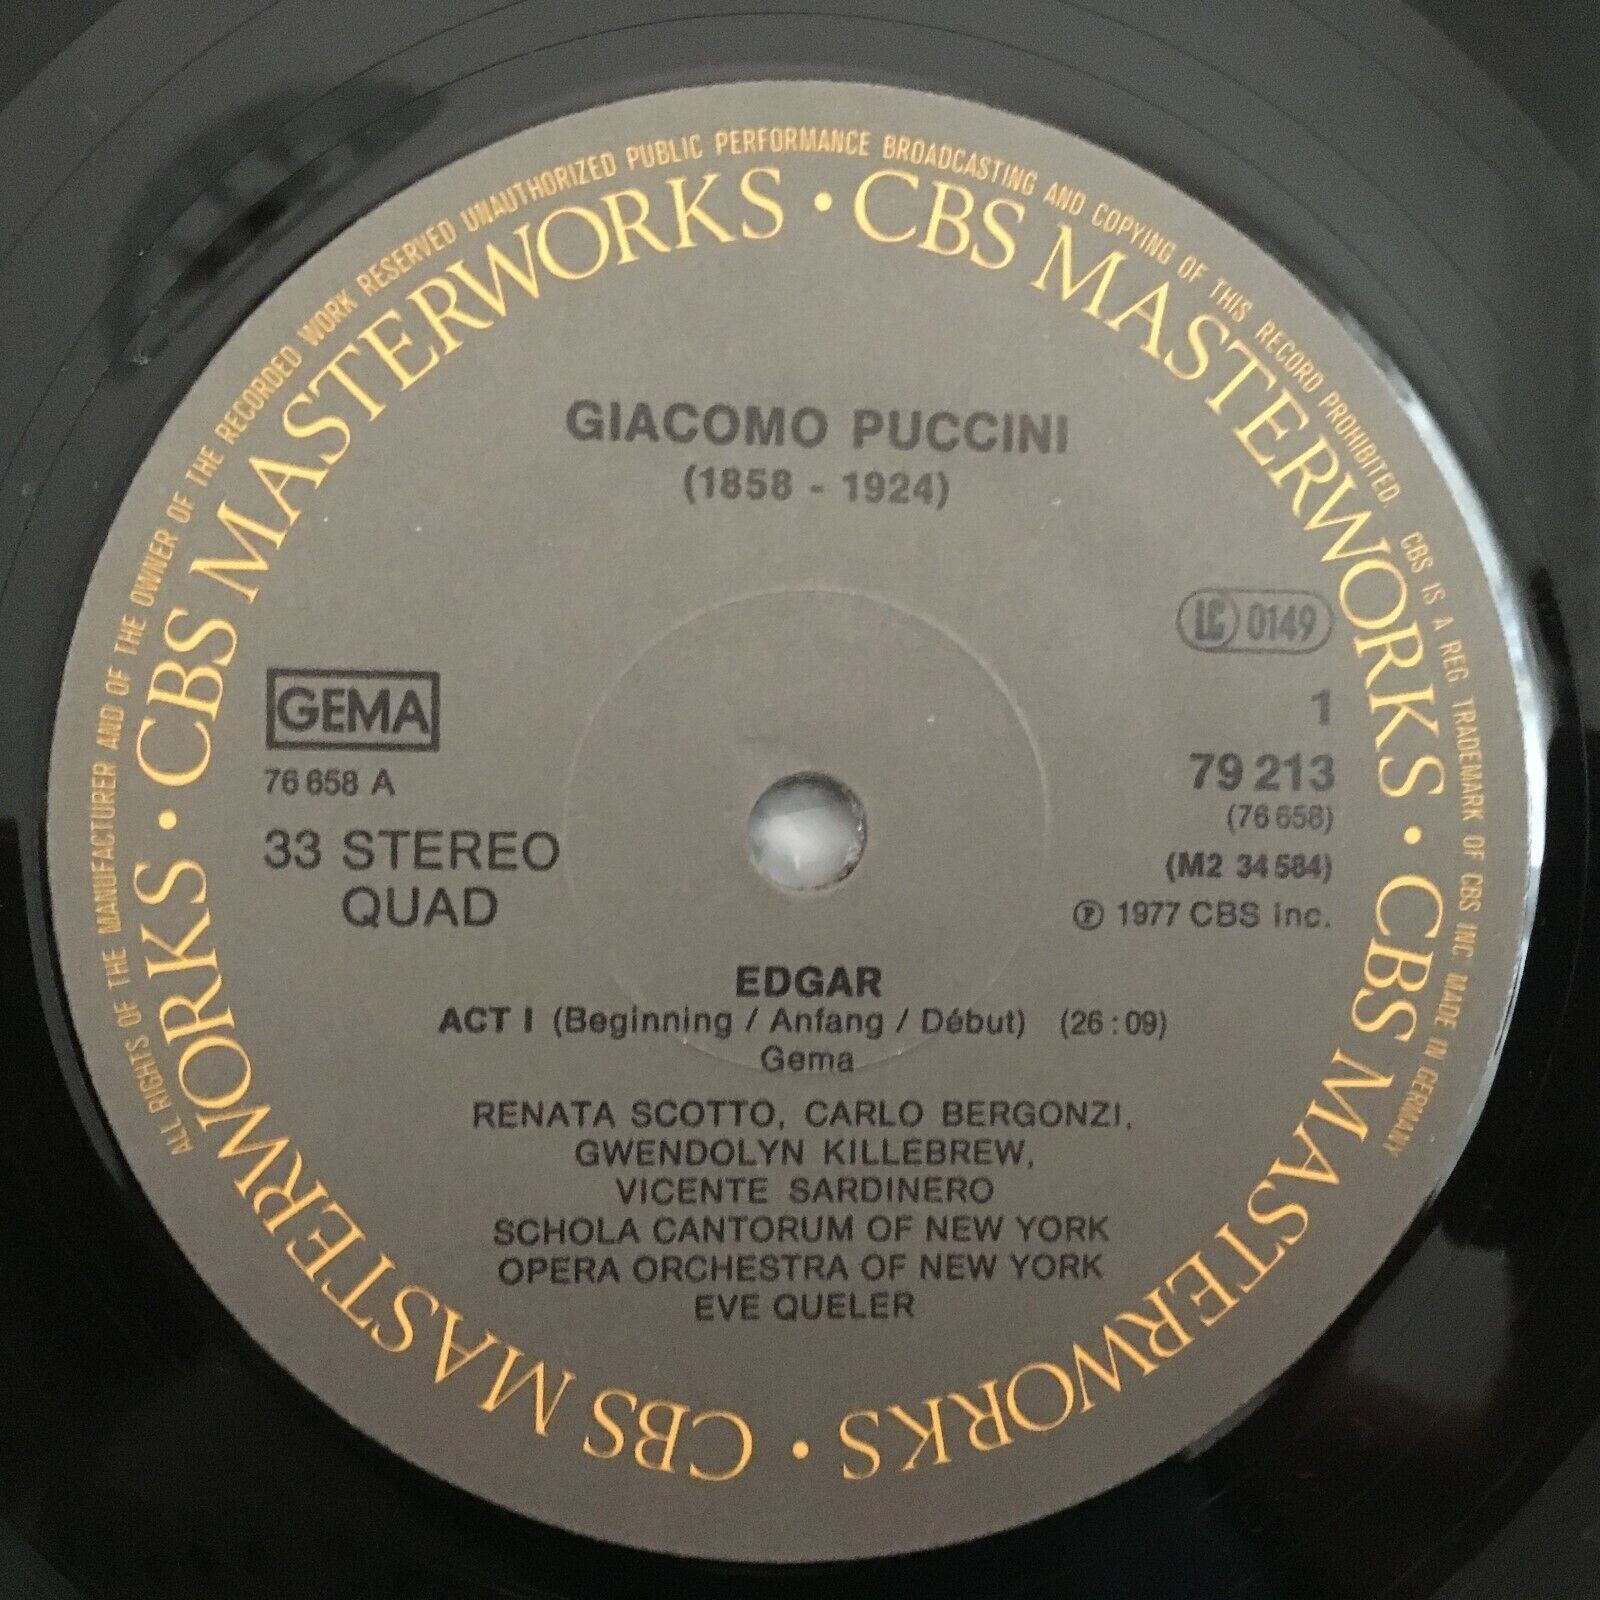 ALL RIGHTS OF THE MANUFACTURER AND OF THE OWNER OF THE RECORDED WORK RESERVED UNAUTHORIZED PUBLIC PERFORMANCE BROADCASTING AND COPYING OF THIS RECORD PROHIBITED. CBS IS A REG. TRADEMARK OF CBS INC MADE IN GERMANY
CBS MASTERWORKS · CBS MASTERWORKS · CBS MASTERWORKS · CBS MASTERWORKS ·
GIACOMO PUCCINI
(1858 - 1924)
LC 0149
GEMA
1
76 658 A
79 213
(76 658)
33 STEREO
QUAD
(M2 34 584)
℗ 1977 CBS Inc.
EDGAR
ACT I (Beginning / Anfang / Début) (26:09)
Gema
RENATA SCOTTO, CARLO BERGONZI,
GWENDOLYN KILLEBREW,
VICENTE SARDINERO
SCHOLA CANTORUM OF NEW YORK
OPERA ORCHESTRA OF NEW YORK
EVE QUELER